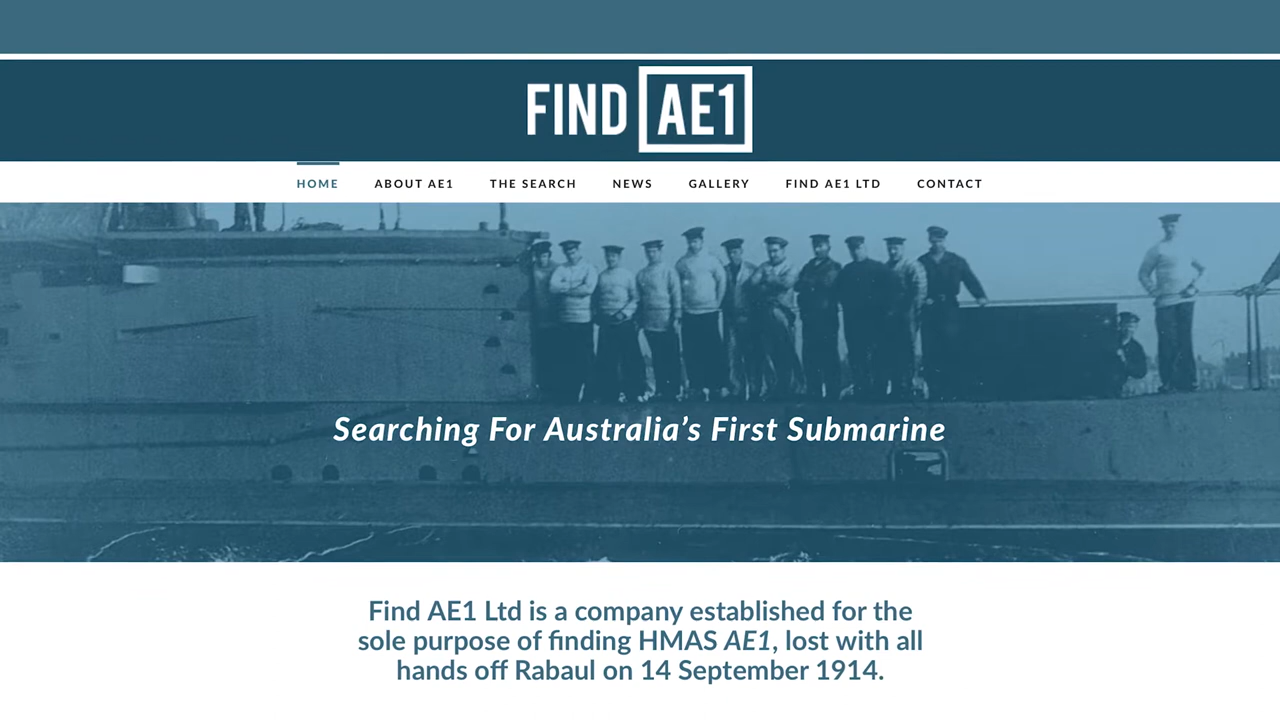 FIND AE1
HOME ABOUT AE1 THE SEARCH NEWS GALLERY FIND AE1 LTD CONTACT
Searching For Australia’s First Submarine
Find AE1 Ltd is a company established for the
sole purpose of finding HMAS AE1, lost with all
hands off Rabaul on 14 September 1914.